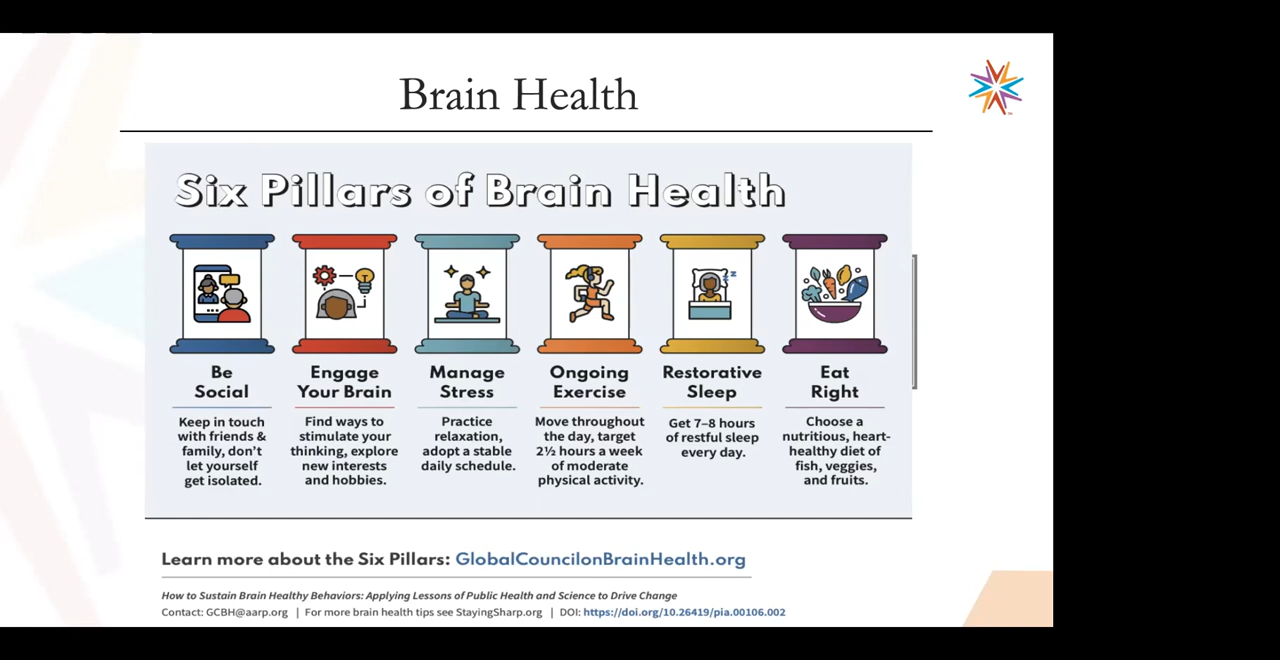 Brain Health
Six Pillars of Brain Health
z z
Be
Social
Keep in touch
with friends &
family, don't
let yourself
get isolated.
Engage
Your Brain
Find ways to
stimulate your
thinking, explore
new interests
and hobbies.
Manage
Stress
Practice
relaxation,
adopt a stable
daily schedule.
Ongoing
Exercise
Move throughout
the day, target
2½ hours a week
of moderate
physical activity.
Restorative
Sleep
Get 7–8 hours
of restful sleep
every day.
Eat
Right
Choose a
nutritious, heart-
healthy diet of
fish, veggies,
and fruits.
Learn more about the Six Pillars: GlobalCouncilonBrainHealth.org
How to Sustain Brain Healthy Behaviors: Applying Lessons of Public Health and Science to Drive Change
Contact: GCBH@aarp.org | For more brain health tips see StayingSharp.org | DOI: https://doi.org/10.26419/pia.00106.002